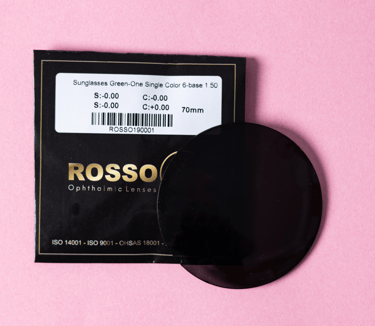 Sunglasses Green-One Single Color 6-base 1.50
S:-0.00 C:-0.00
S:-0.00 C:+0.00 70mm
ROSSO190001
ROSSO
Ophthalmic Lenses
ISO 14001 - ISO 9001 - OHSAS 18001 -